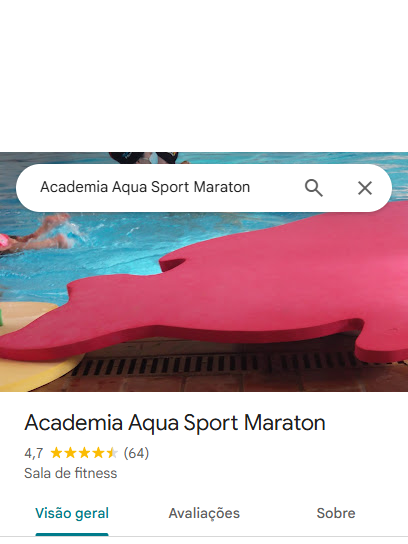 Academia Aqua Sport Maraton
Academia Aqua Sport Maraton
4,7 (64)
Sala de fitness
Visão geral Avaliações Sobre